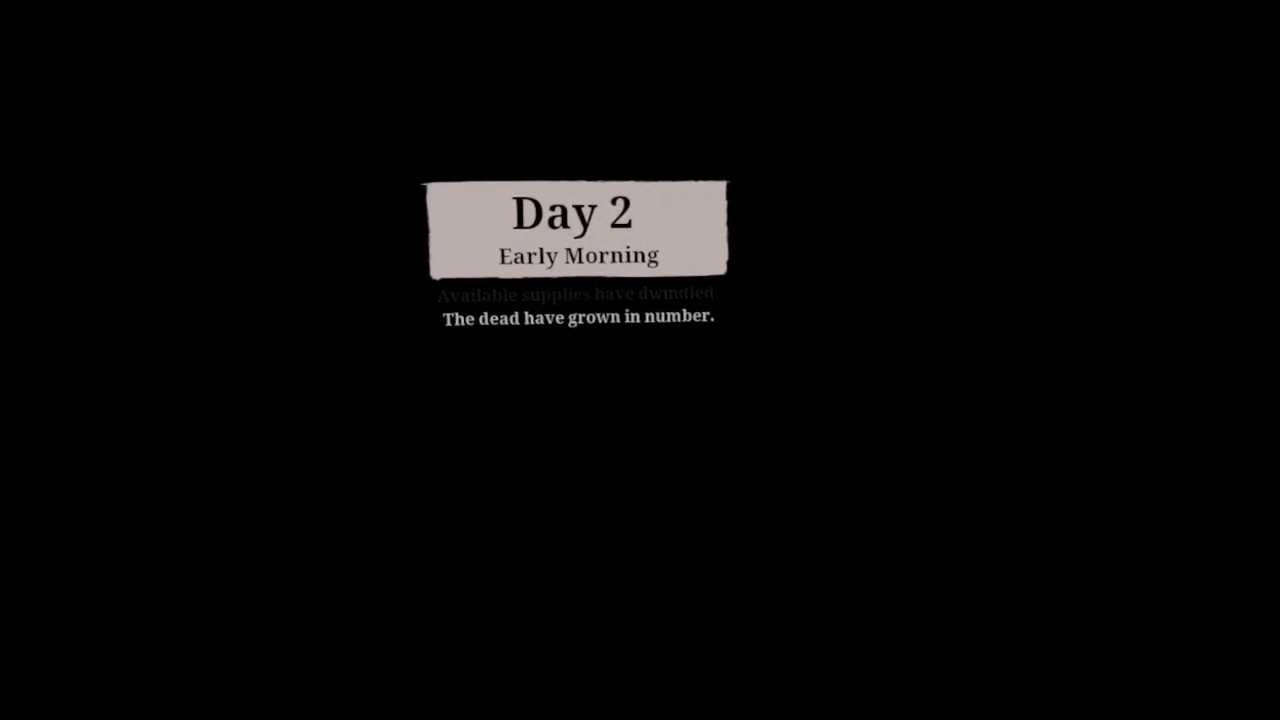 Day 2
Early Morning
Available supplies have dwindled.
The dead have grown in number.